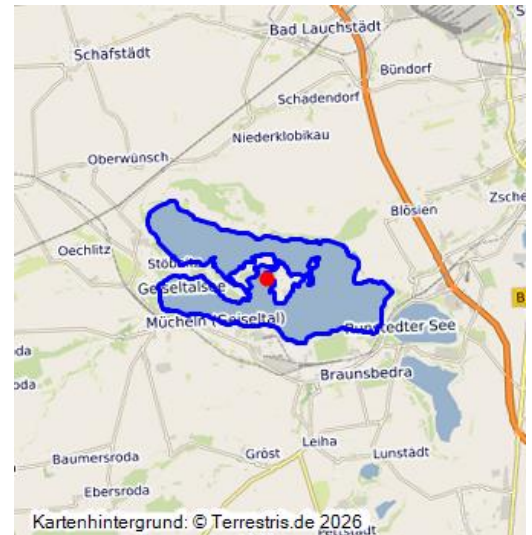 Bad Lauchstädt
Schafstädt
Bündorf
Schadendorf
Niederklobikau
Oberwünsch
Blösien
Oechlitz
Geiseltalsee
Mücheln (Geiseltal)
Runstedter See
B
Braunsbedra
Leiha
Gröst
Lunstädt
Baumersroda
Ebersroda
Kartenhintergrund: © Terrestris.de 2026